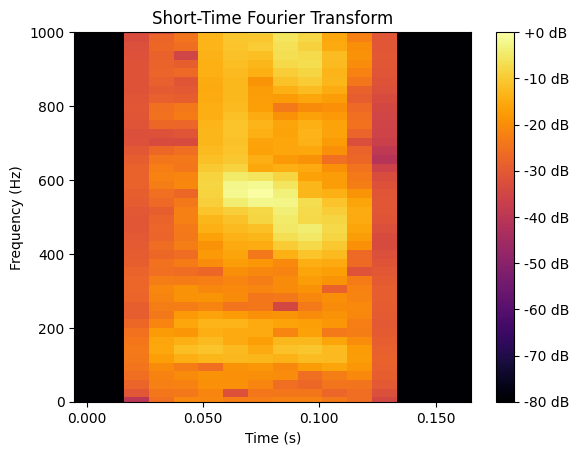 Short-Time Fourier Transform
Frequency (Hz)
1000
800
600
400
200
0
0.000
0.050
0.100
0.150
Time (s)
+0 dB
-10 dB
-20 dB
-30 dB
-40 dB
-50 dB
-60 dB
-70 dB
-80 dB